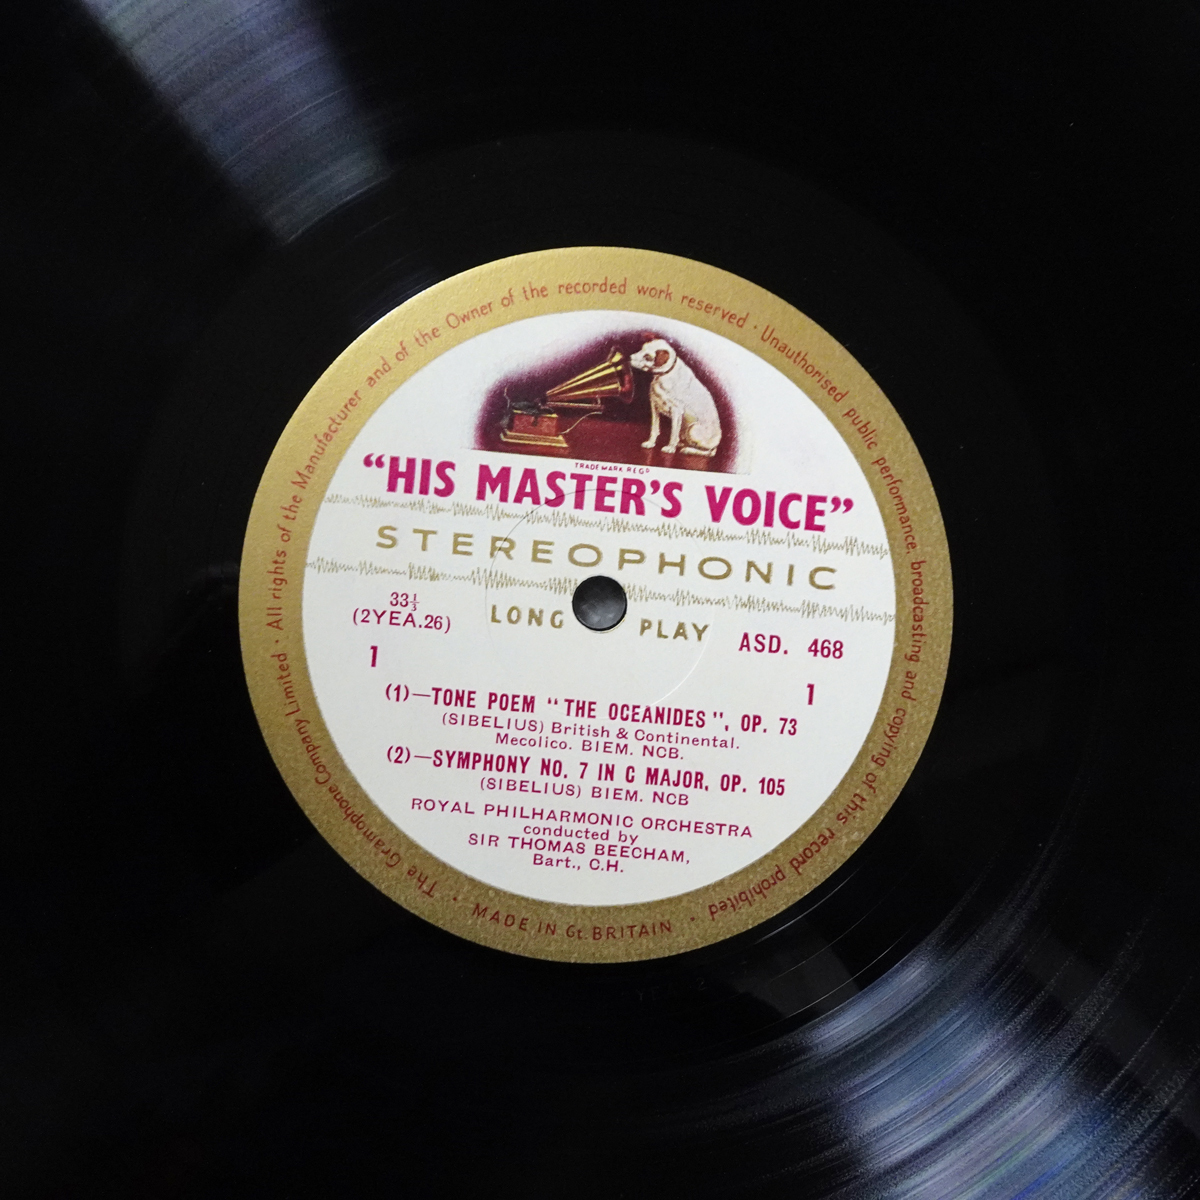 The Gramophone Company Limited · All rights of the Manufacturer and of the Owner of the recorded work reserved · Unauthorised public performance, broadcasting and copying of this record prohibited ·
TRADE MARK REGD
“HIS MASTER'S VOICE”
STEREOPHONIC
LONG PLAY
33⅓
(2YEA.26)
ASD. 468
1
1
(1)—TONE POEM “THE OCEANIDES”, OP. 73
(SIBELIUS) British & Continental.
Mecolico. BIEM. NCB.
(2)—SYMPHONY NO. 7 IN C MAJOR, OP. 105
(SIBELIUS) BIEM. NCB
ROYAL PHILHARMONIC ORCHESTRA
conducted by
SIR THOMAS BEECHAM,
Bart., C.H.
· MADE IN Gt. BRITAIN